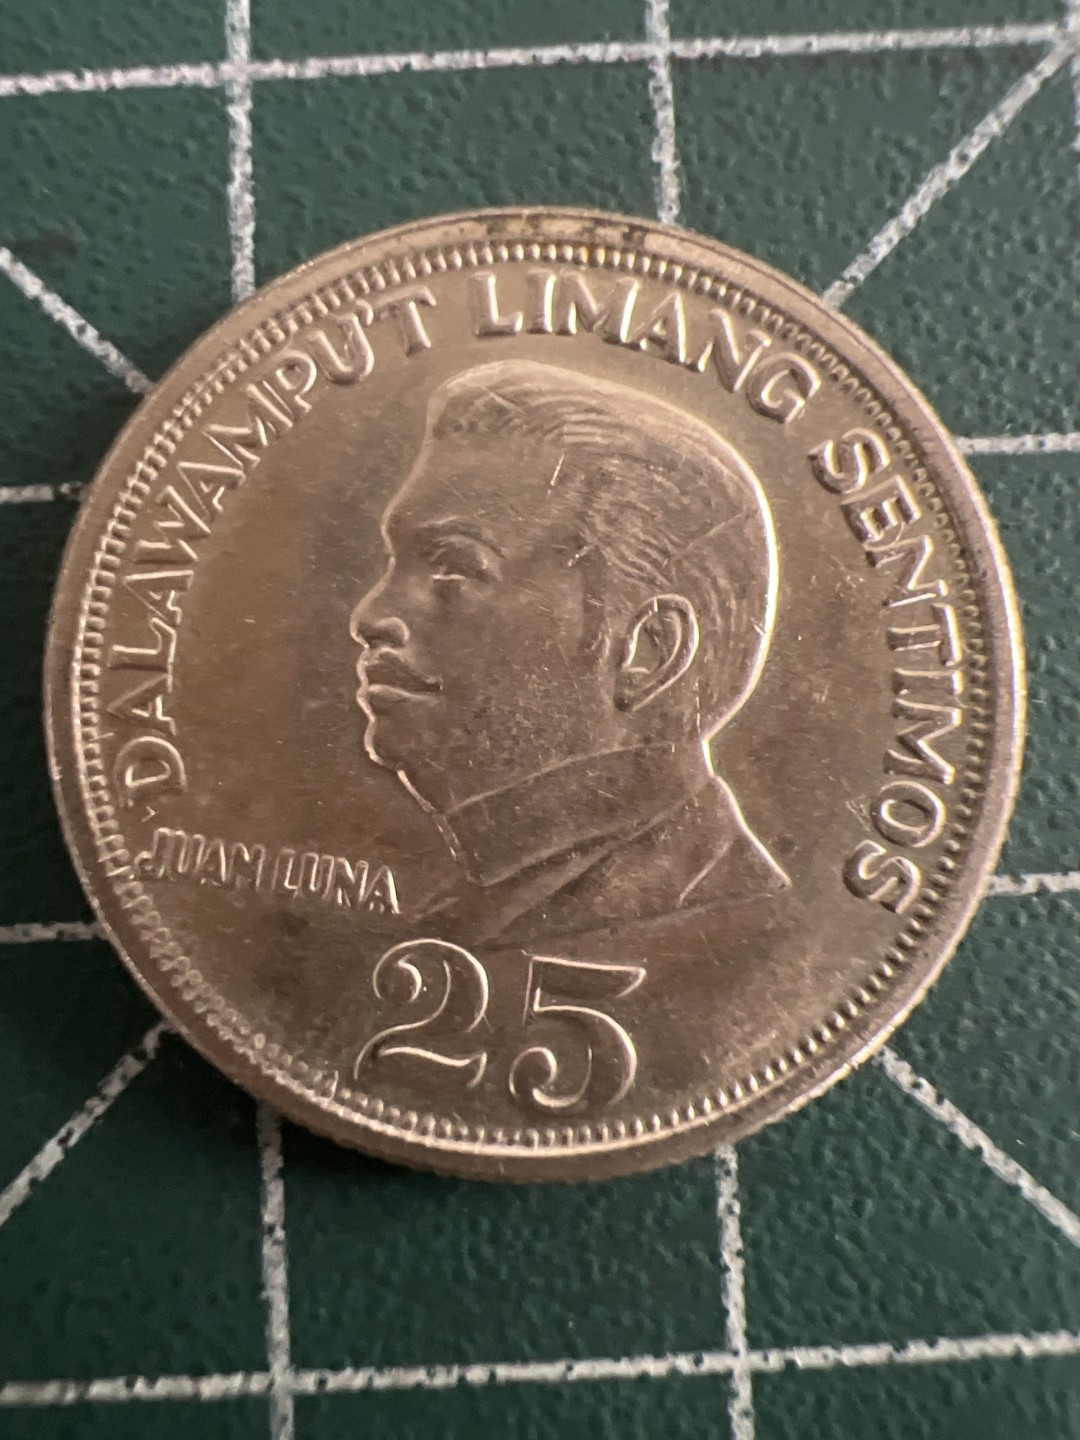 DALAWAMPU'T LIMANG SENTIMOS
JUAN LUNA
25